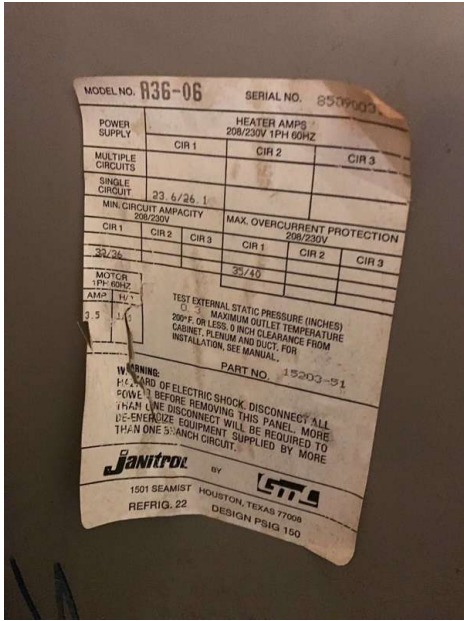 MODEL NO. A36-06 SERIAL NO. 8509003
POWER SUPPLY
HEATER AMPS
208/230V 1PH 60HZ
CIR 1 CIR 2 CIR 3
MULTIPLE CIRCUITS
SINGLE CIRCUIT 23.6/26.1
MIN. CIRCUIT AMPACITY
208/230V
MAX. OVERCURRENT PROTECTION
208/230V
CIR 1 CIR 2 CIR 3 CIR 1 CIR 2 CIR 3
35/40
MOTOR
1PH 60HZ
AMP
3.5
TEST EXTERNAL STATIC PRESSURE (INCHES)
MAXIMUM OUTLET TEMPERATURE
200°F. OR LESS. 0 INCH CLEARANCE FROM
CABINET, PLENUM AND DUCT. FOR
INSTALLATION, SEE MANUAL.
PART NO. 15203-51
WARNING:
HAZARD OF ELECTRIC SHOCK. DISCONNECT ALL
POWER BEFORE REMOVING THIS PANEL. MORE
THAN ONE DISCONNECT WILL BE REQUIRED TO
DE-ENERGIZE EQUIPMENT SUPPLIED BY MORE
THAN ONE BRANCH CIRCUIT.
Janitrol BY
1501 SEAMIST HOUSTON, TEXAS 77008
REFRIG. 22 DESIGN PSIG 150